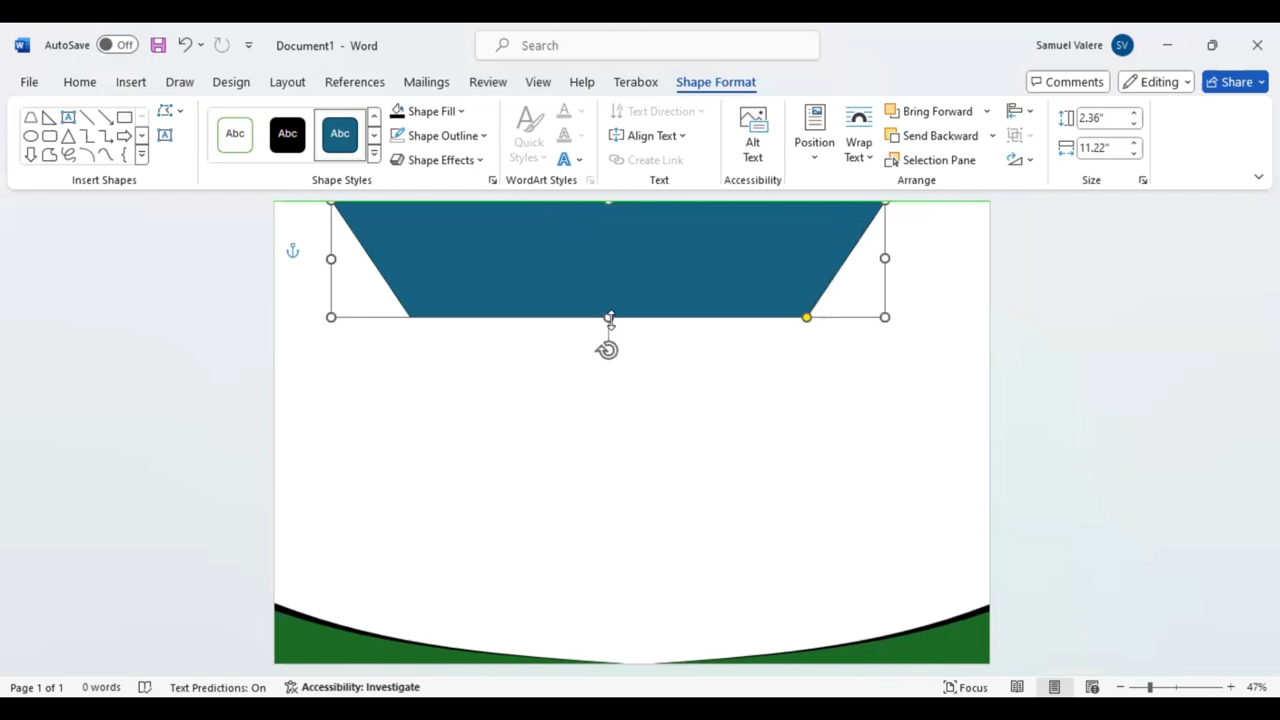 AutoSave Off Document1 - Word Search Samuel Valere SV
File Home Insert Draw Design Layout References Mailings Review View Help Terabox Shape Format Comments Editing Share
Abc Abc Abc
Shape Fill
Shape Outline
Shape Effects
Quick
Styles
Text Direction
Align Text
Create Link
Alt
Text
Position
Wrap
Text
Bring Forward
Send Backward
Selection Pane
2.36"
11.22"
Insert Shapes Shape Styles WordArt Styles Text Accessibility Arrange Size
Page 1 of 1 0 words Text Predictions: On Accessibility: Investigate Focus 47%